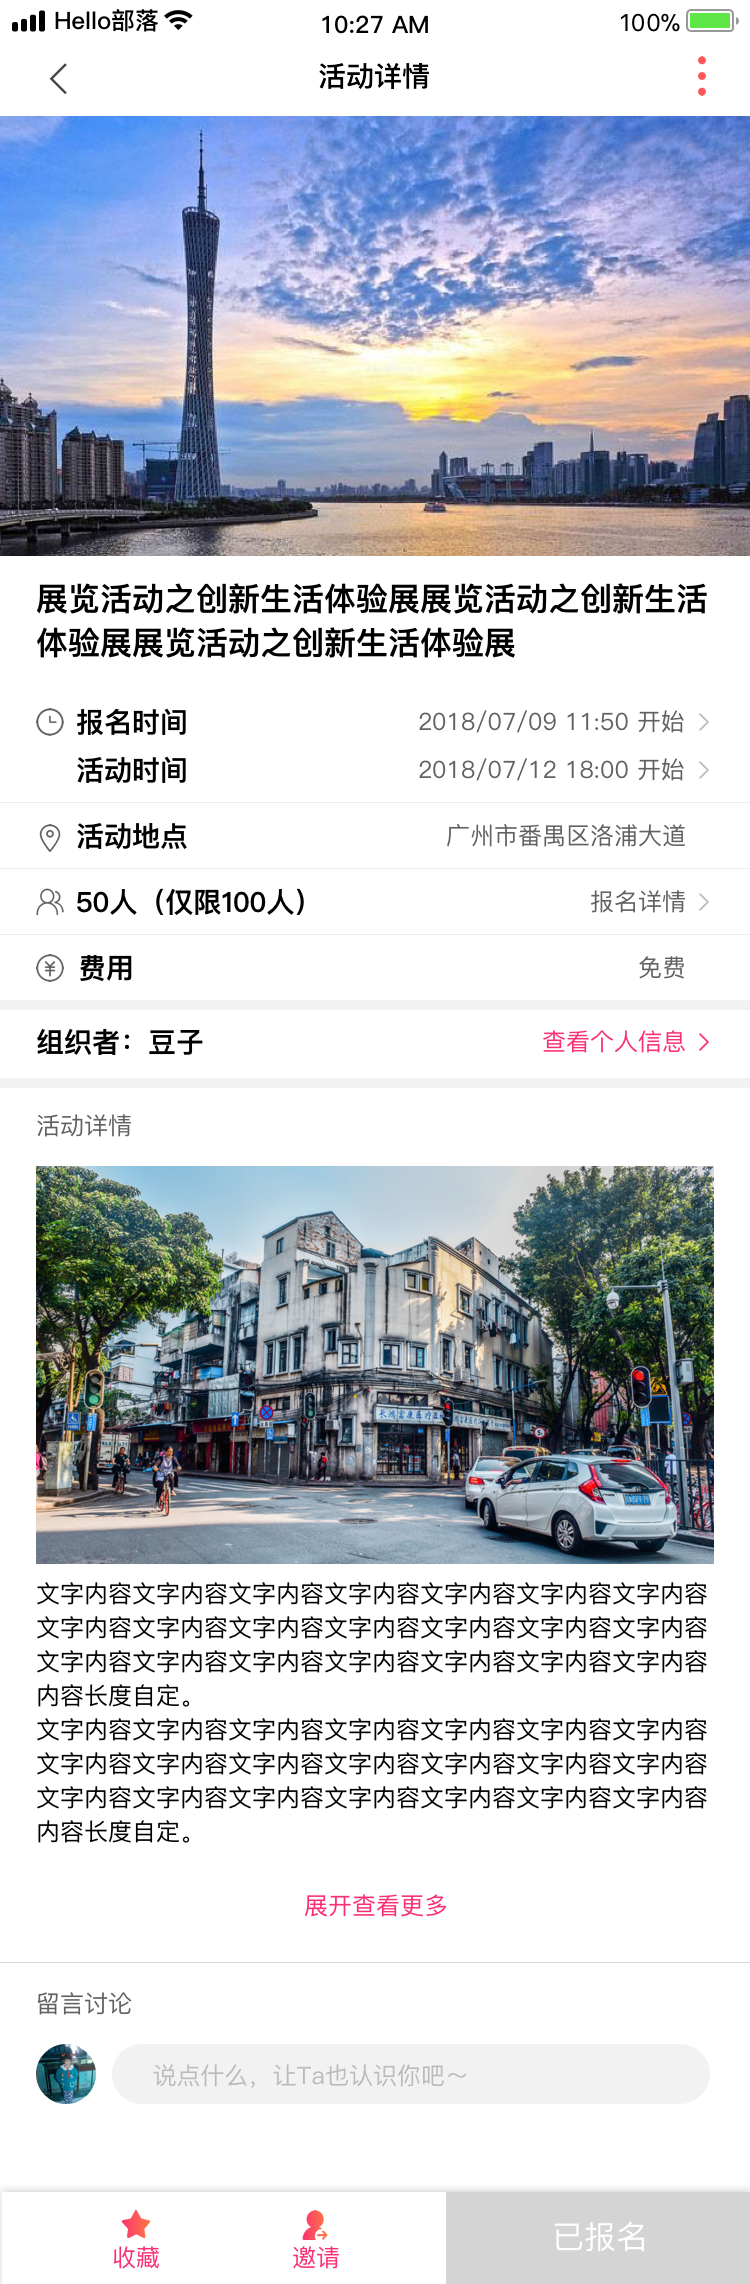 Hello部落
10:27 AM
100%
活动详情
展览活动之创新生活体验展展览活动之创新生活
体验展展览活动之创新生活体验展
报名时间 2018/07/09 11:50 开始
活动时间 2018/07/12 18:00 开始
活动地点 广州市番禺区洛浦大道
50人（仅限100人） 报名详情
费用 免费
组织者：豆子 查看个人信息
活动详情
文字内容文字内容文字内容文字内容文字内容文字内容文字内容
文字内容文字内容文字内容文字内容文字内容文字内容文字内容
文字内容文字内容文字内容文字内容文字内容文字内容文字内容
内容长度自定。
文字内容文字内容文字内容文字内容文字内容文字内容文字内容
文字内容文字内容文字内容文字内容文字内容文字内容文字内容
文字内容文字内容文字内容文字内容文字内容文字内容文字内容
内容长度自定。
展开查看更多
留言讨论
说点什么，让Ta也认识你吧～
收藏
邀请
已报名